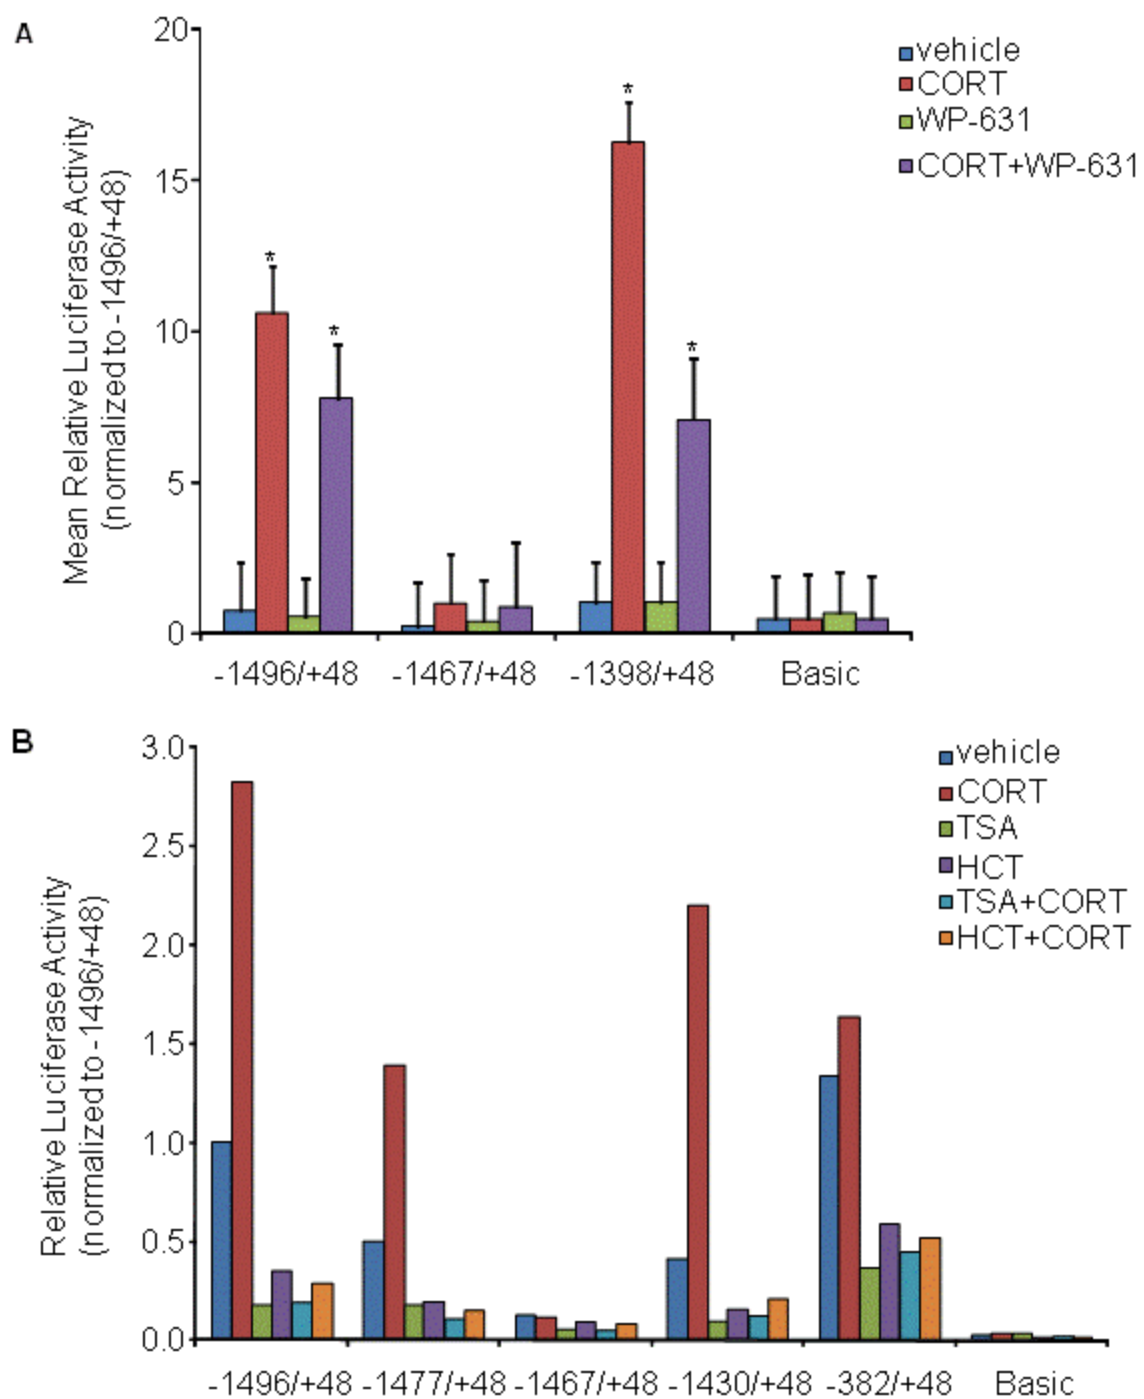 A
20
15
10
5
0
Mean Relative Luciferase Activity
(normalized to -1496/+48)
*
*
*
*
vehicle
CORT
WP-631
CORT+WP-631
-1496/+48
-1467/+48
-1398/+48
Basic
B
3.0
2.5
2.0
1.5
1.0
0.5
0.0
Relative Luciferase Activity
(normalized to -1496/+48)
vehicle
CORT
TSA
HCT
TSA+CORT
HCT+CORT
-1496/+48
-1477/+48
-1467/+48
-1430/+48
-382/+48
Basic